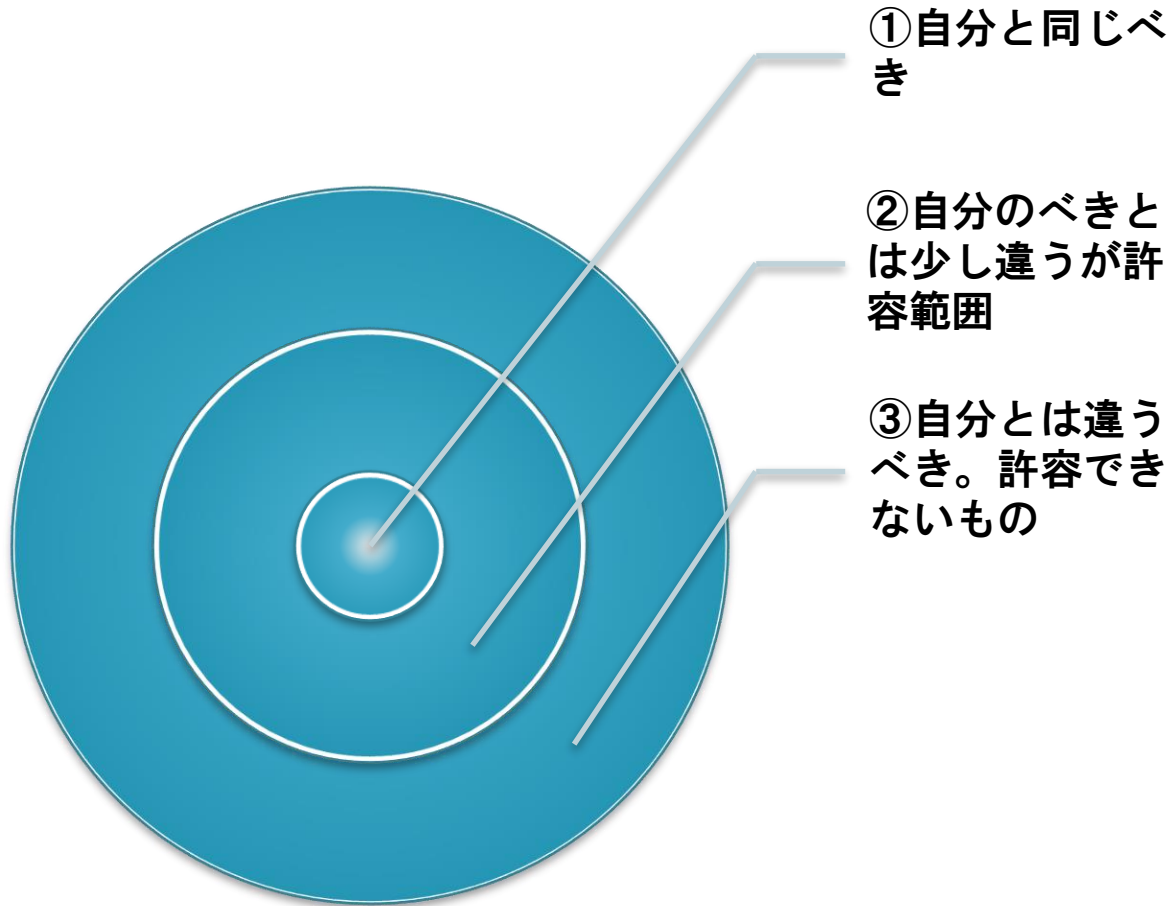 ①自分と同じべ
き
②自分のべきと
は少し違うが許
容範囲
③自分とは違う
べき。許容でき
ないもの